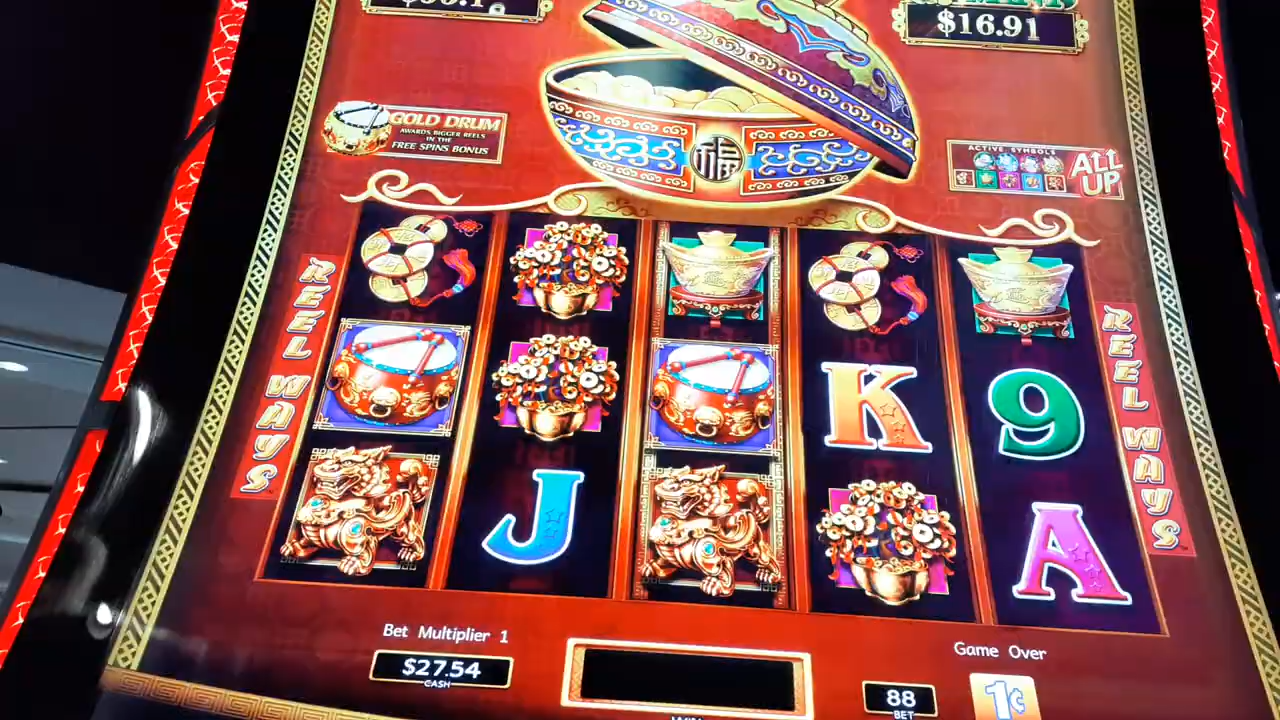 $16.91
GOLD DRUM
AWARDS BIGGER REELS
IN THE
FREE SPINS BONUS
福
ACTIVE SYMBOLS
ALL
UP
REEL WAYS
K
9
REEL WAYS
J
A
Bet Multiplier 1
$27.54
CASH
88
BET
Game Over
1¢